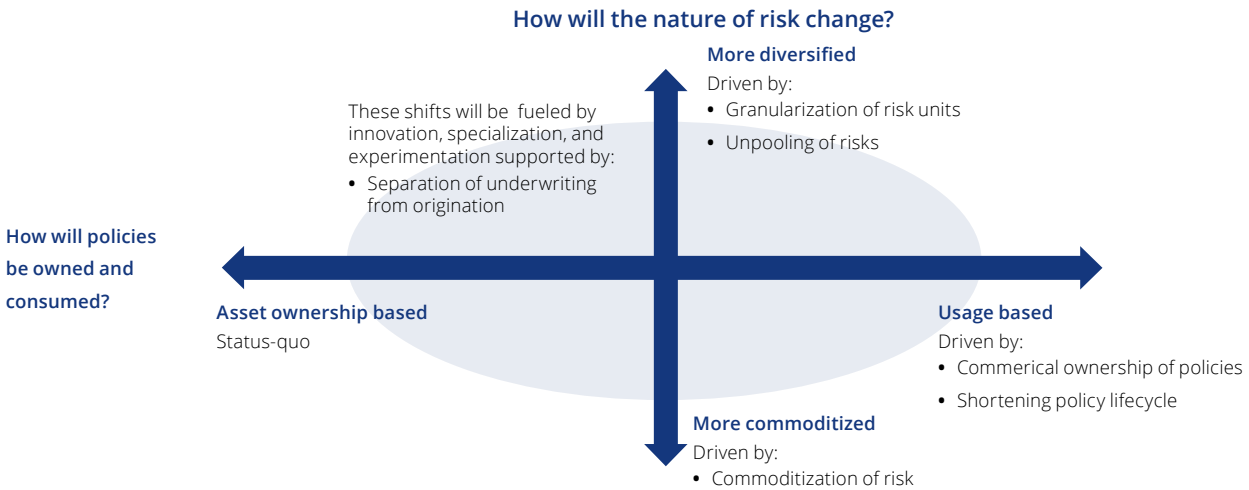 How will the nature of risk change?
More diversified
Driven by:
• Granularization of risk units
• Unpooling of risks
These shifts will be fueled by
innovation, specialization, and
experimentation supported by:
• Separation of underwriting
from origination
How will policies
be owned and
consumed?
Asset ownership based
Status-quo
Usage based
Driven by:
• Commerical ownership of policies
• Shortening policy lifecycle
More commoditized
Driven by:
• Commoditization of risk